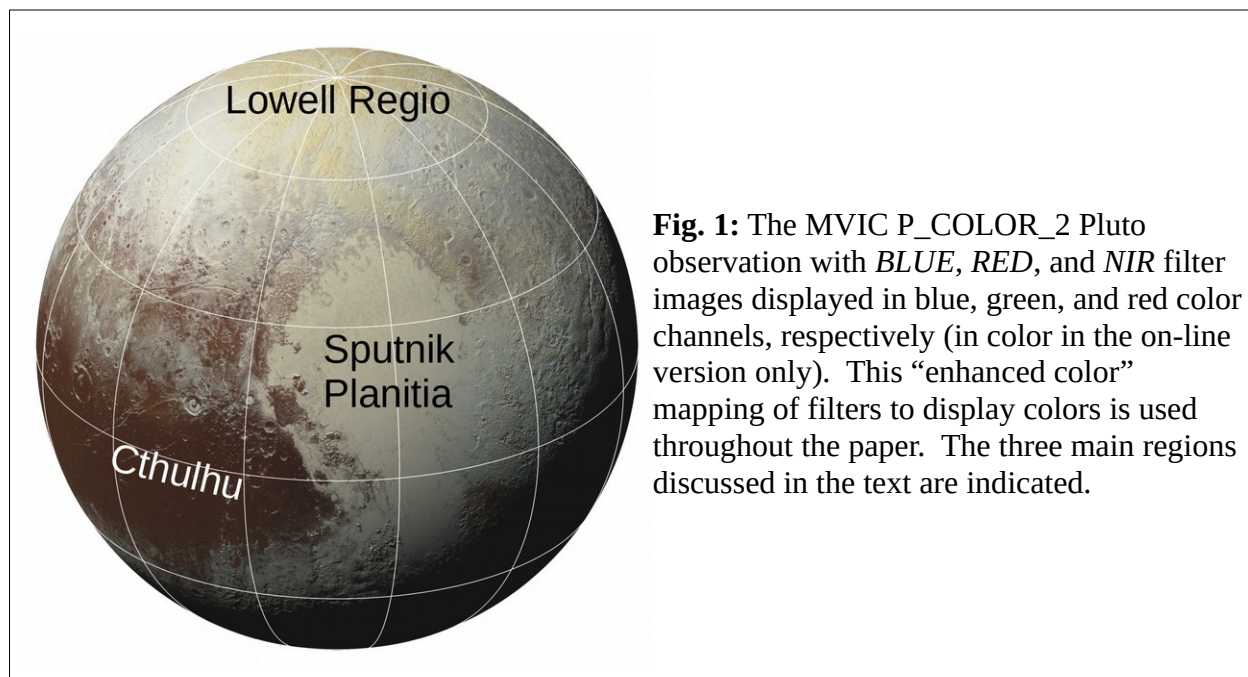 Lowell Regio
Sputnik
Planitia
Cthulhu
Fig. 1: The MVIC P_COLOR_2 Pluto
observation with BLUE, RED, and NIR filter
images displayed in blue, green, and red color
channels, respectively (in color in the on-line
version only).  This “enhanced color”
mapping of filters to display colors is used
throughout the paper.  The three main regions
discussed in the text are indicated.